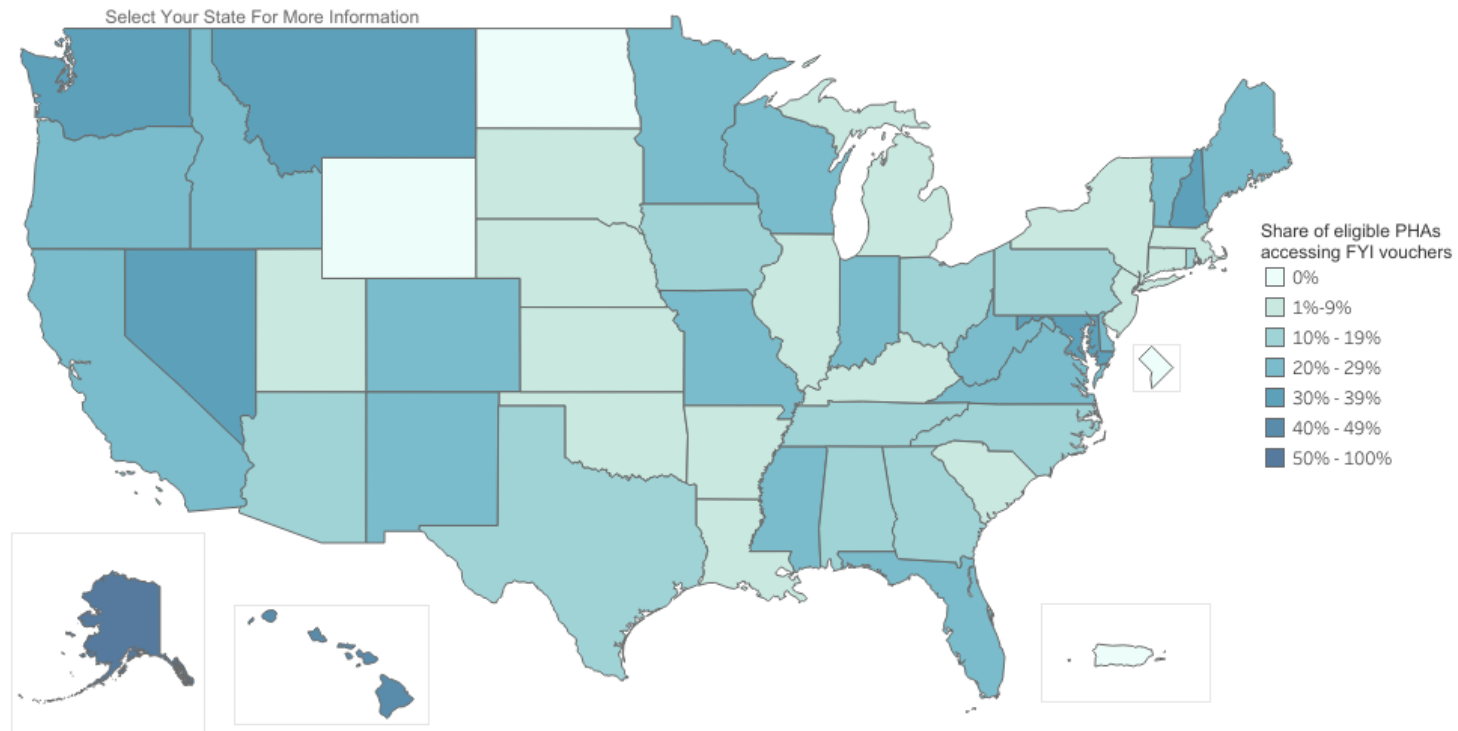 Select Your State For More Information
Share of eligible PHAs
accessing FYI vouchers
0%
1%-9%
10% - 19%
20% - 29%
30% - 39%
40% - 49%
50% - 100%